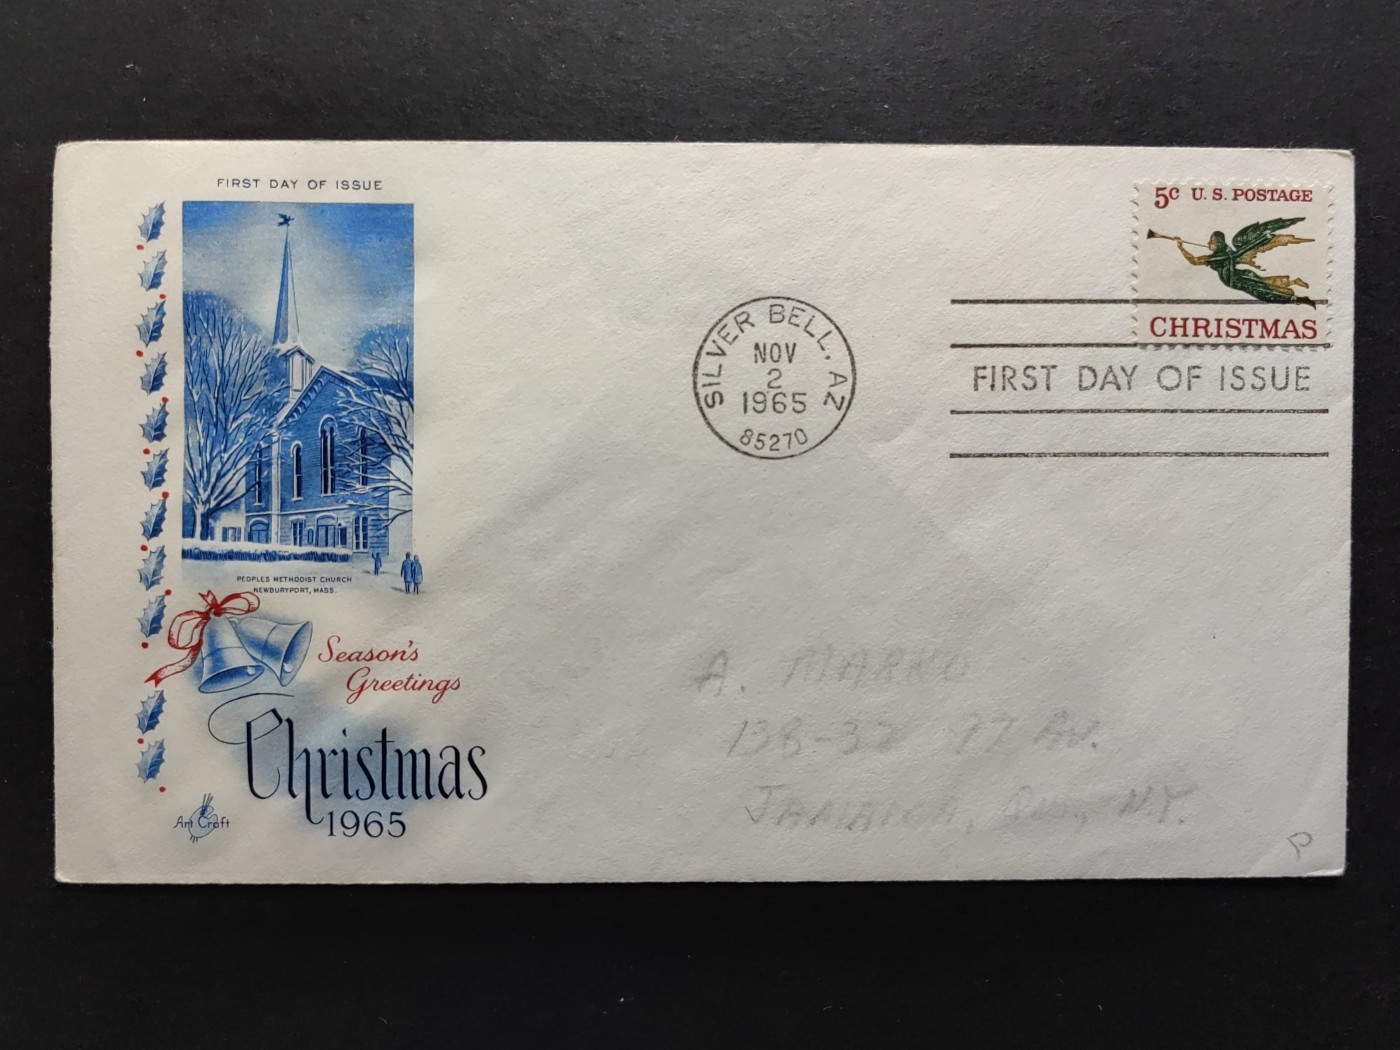 FIRST DAY OF ISSUE
PEOPLES METHODIST CHURCH
NEWBURYPORT, MASS.
Season's
Greetings
Christmas
1965
Art Craft
SILVER BELL, AZ
NOV
2
1965
85270
5c U. S. POSTAGE
CHRISTMAS
FIRST DAY OF ISSUE
A.
138-32 77 Av.
JAMAICA, N.Y.